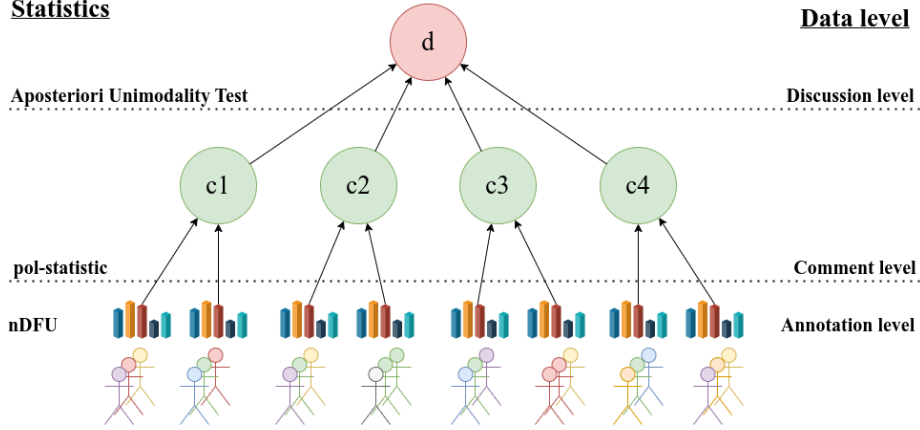 Statistics
Data level
d
Aposteriori Unimodality Test
Discussion level
c1
c2
c3
c4
pol-statistic
Comment level
nDFU
Annotation level